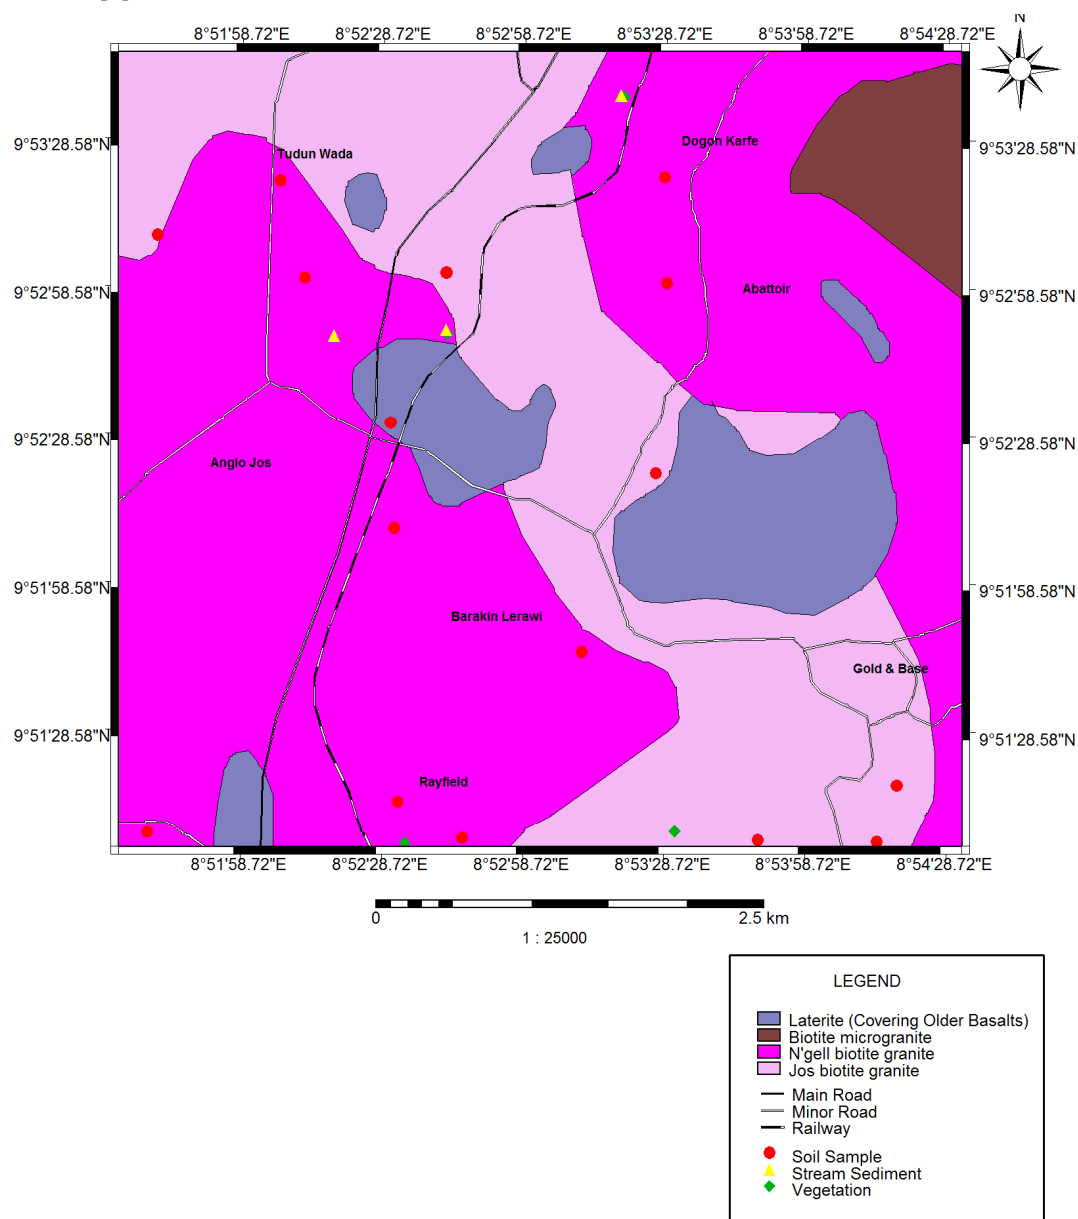 N
8°51'58.72"E 8°52'28.72"E 8°52'58.72"E 8°53'28.72"E 8°53'58.72"E 8°54'28.72"E
9°53'28.58"N
Dogon Karfe
9°53'28.58"N
Tudun Wada
9°52'58.58"N
Abattoir
9°52'58.58"N
9°52'28.58"N
9°52'28.58"N
Anglo Jos
9°51'58.58"N
9°51'58.58"N
Barakin Lerawi
Gold & Base
9°51'28.58"N
9°51'28.58"N
Rayfield
8°51'58.72"E 8°52'28.72"E 8°52'58.72"E 8°53'28.72"E 8°53'58.72"E 8°54'28.72"E
0 2.5 km
1 : 25000
LEGEND
Laterite (Covering Older Basalts)
Biotite microgranite
N'gell biotite granite
Jos biotite granite
Main Road
Minor Road
Railway
Soil Sample
Stream Sediment
Vegetation